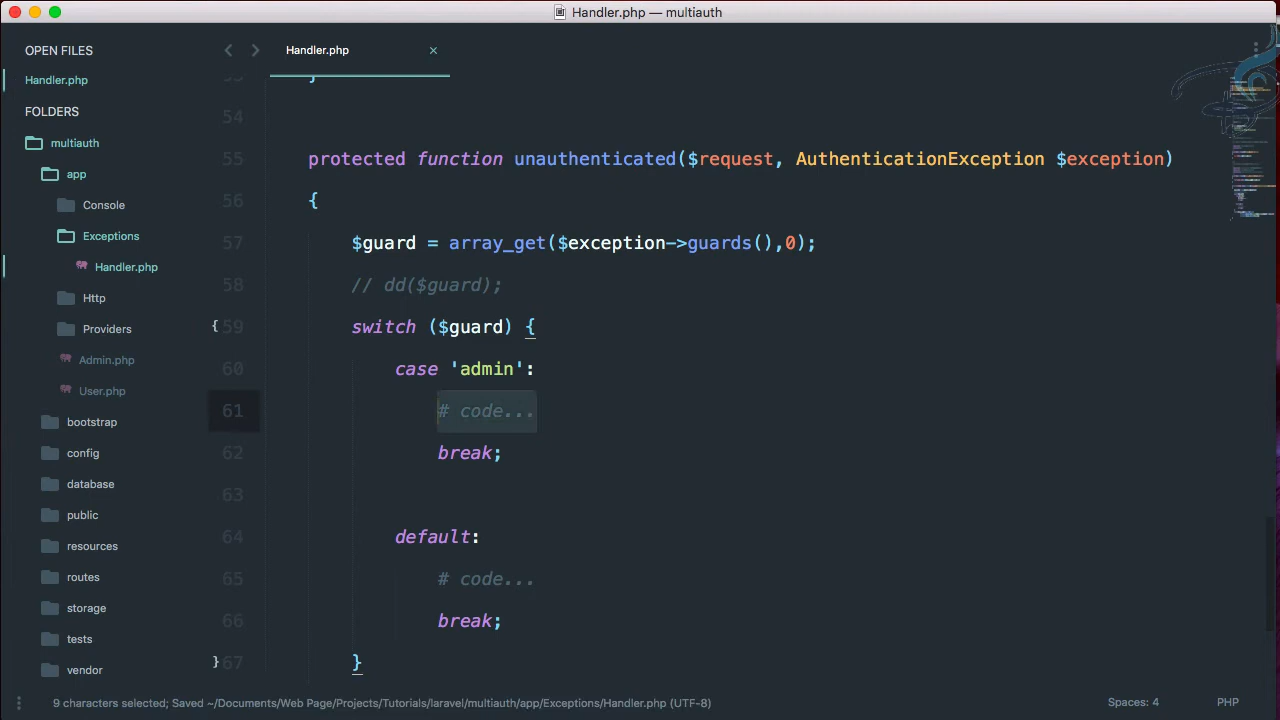 Handler.php — multiauth
OPEN FILES
Handler.php
FOLDERS
multiauth
app
Console
Exceptions
Handler.php
Http
Providers
Admin.php
User.php
bootstrap
config
database
public
resources
routes
storage
tests
vendor
Handler.php ×
53 }
54
55 protected function unauthenticated($request, AuthenticationException $exception)
56 {
57 $guard = array_get($exception->guards(),0);
58 // dd($guard);
{ 59 switch ($guard) {
60 case 'admin':
61 # code...
62 break;
63
64 default:
65 # code...
66 break;
} 67 }
9 characters selected; Saved ~/Documents/Web Page/Projects/Tutorials/laravel/multiauth/app/Exceptions/Handler.php (UTF-8)
Spaces: 4
PHP